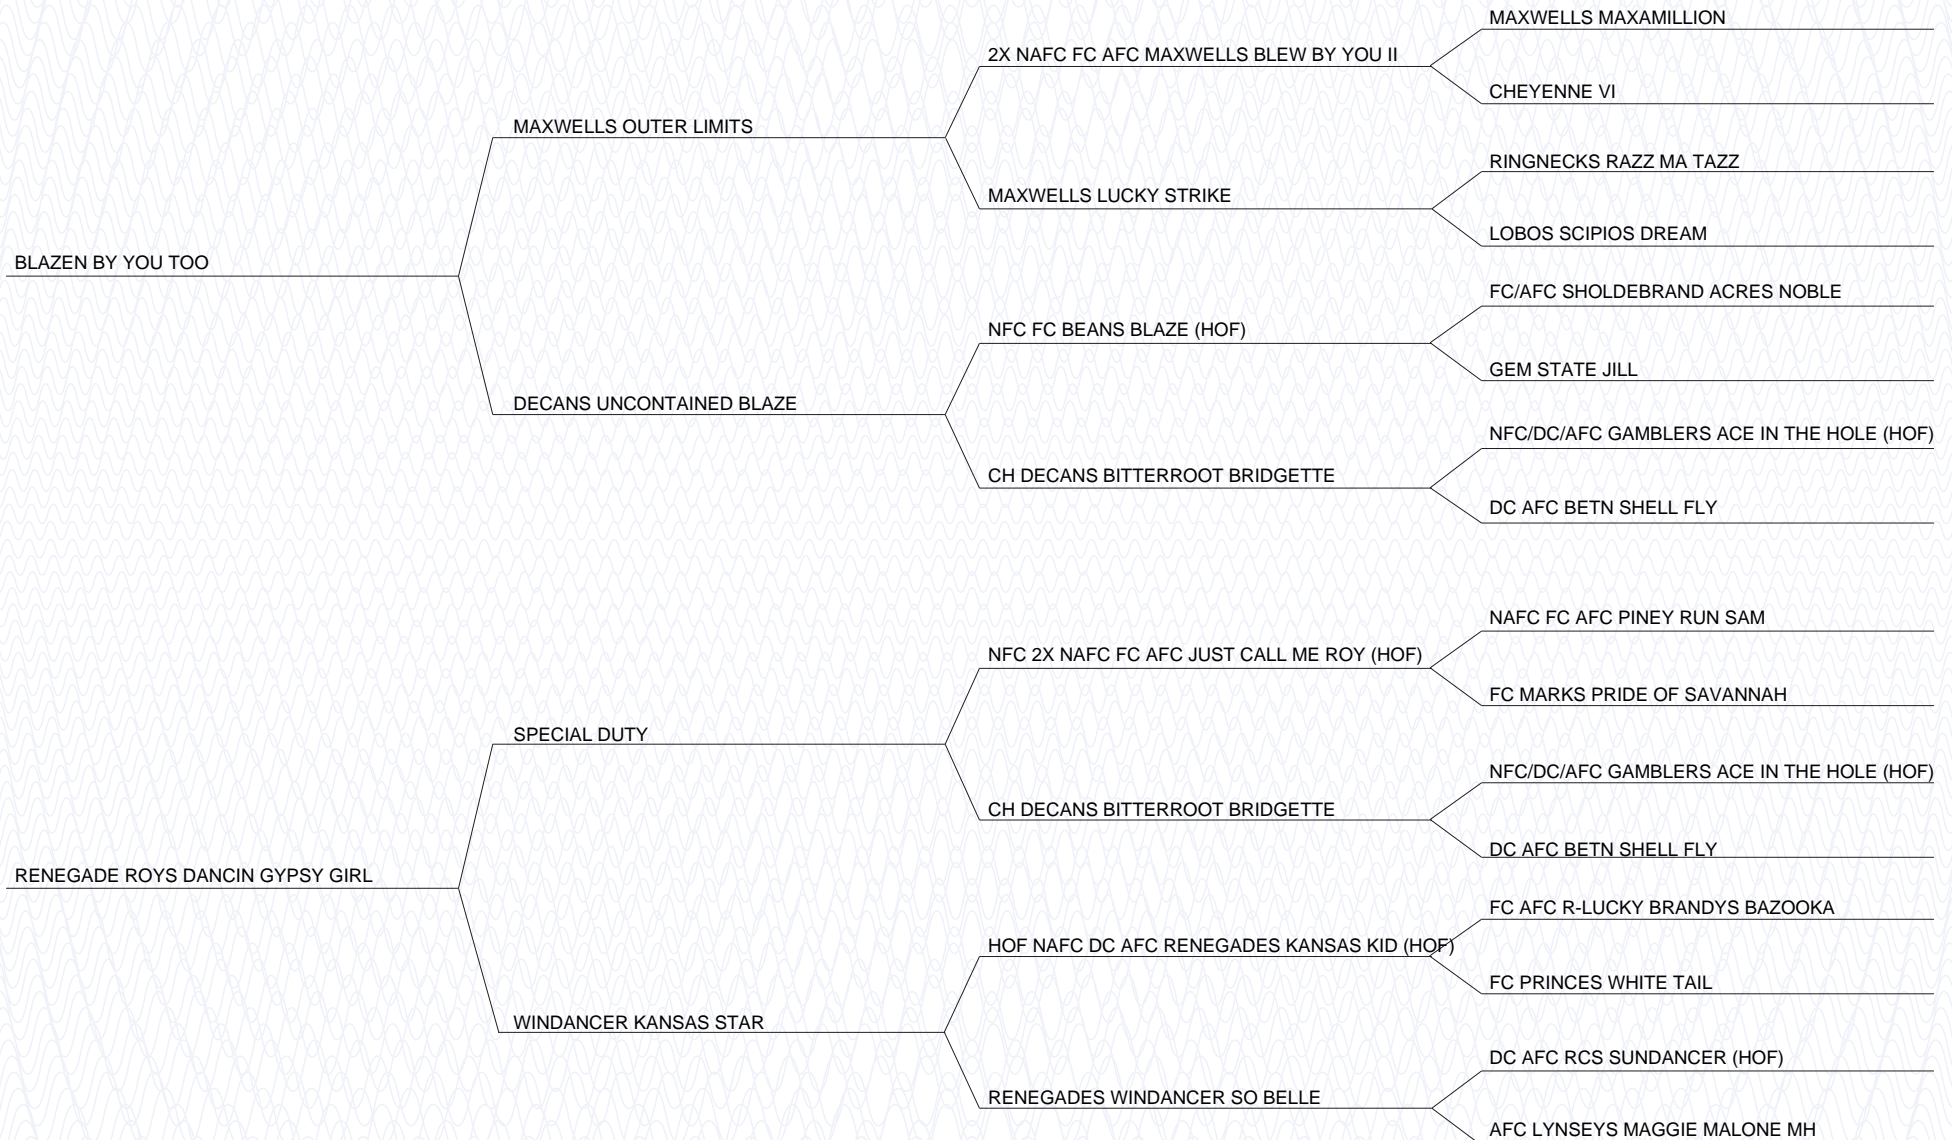 MAXWELLS MAXAMILLION
2X NAFC FC AFC MAXWELLS BLEW BY YOU II
CHEYENNE VI
MAXWELLS OUTER LIMITS
RINGNECKS RAZZ MA TAZZ
MAXWELLS LUCKY STRIKE
LOBOS SCIPIOS DREAM
BLAZEN BY YOU TOO
FC/AFC SHOLDEBRAND ACRES NOBLE
NFC FC BEANS BLAZE (HOF)
GEM STATE JILL
DECANS UNCONTAINED BLAZE
NFC/DC/AFC GAMBLERS ACE IN THE HOLE (HOF)
CH DECANS BITTERROOT BRIDGETTE
DC AFC BETN SHELL FLY
NAFC FC AFC PINEY RUN SAM
NFC 2X NAFC FC AFC JUST CALL ME ROY (HOF)
FC MARKS PRIDE OF SAVANNAH
SPECIAL DUTY
NFC/DC/AFC GAMBLERS ACE IN THE HOLE (HOF)
CH DECANS BITTERROOT BRIDGETTE
DC AFC BETN SHELL FLY
RENEGADE ROYS DANCIN GYPSY GIRL
FC AFC R-LUCKY BRANDYS BAZOOKA
HOF NAFC DC AFC RENEGADES KANSAS KID (HOF)
FC PRINCES WHITE TAIL
WINDANCER KANSAS STAR
DC AFC RCS SUNDANCER (HOF)
RENEGADES WINDANCER SO BELLE
AFC LYNSEYS MAGGIE MALONE MH